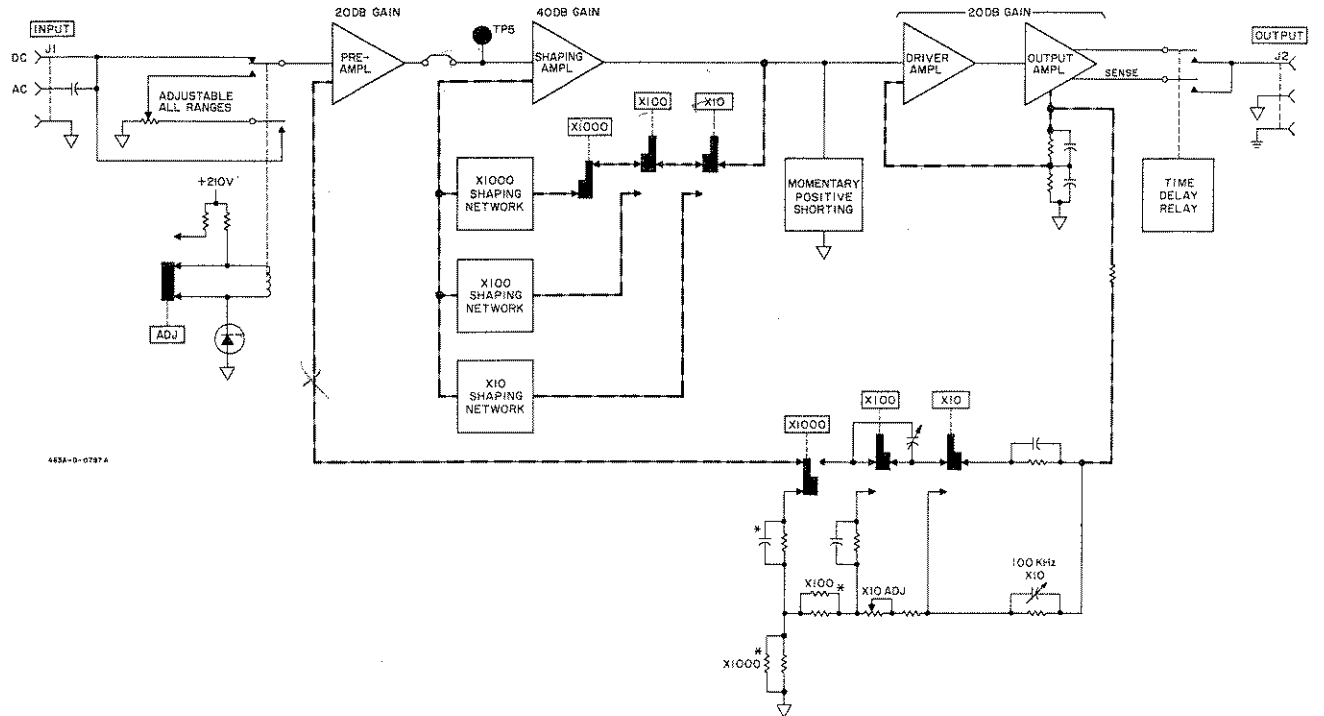 20DB GAIN
40DB GAIN
20DB GAIN
INPUT
J1
DC
AC
ADJUSTABLE
ALL RANGES
PRE-
AMPL
TP5
SHAPING
AMPL
DRIVER
AMPL
OUTPUT
AMPL
SENSE
OUTPUT
J2
X1000
X100
X10
+210V
ADJ
X1000
SHAPING
NETWORK
X100
SHAPING
NETWORK
X10
SHAPING
NETWORK
MOMENTARY
POSITIVE
SHORTING
TIME
DELAY
RELAY
463A-D-0797A
X1000
X100
X10
*
X100
*
X10 ADJ
100 KHz
X10
*
X1000